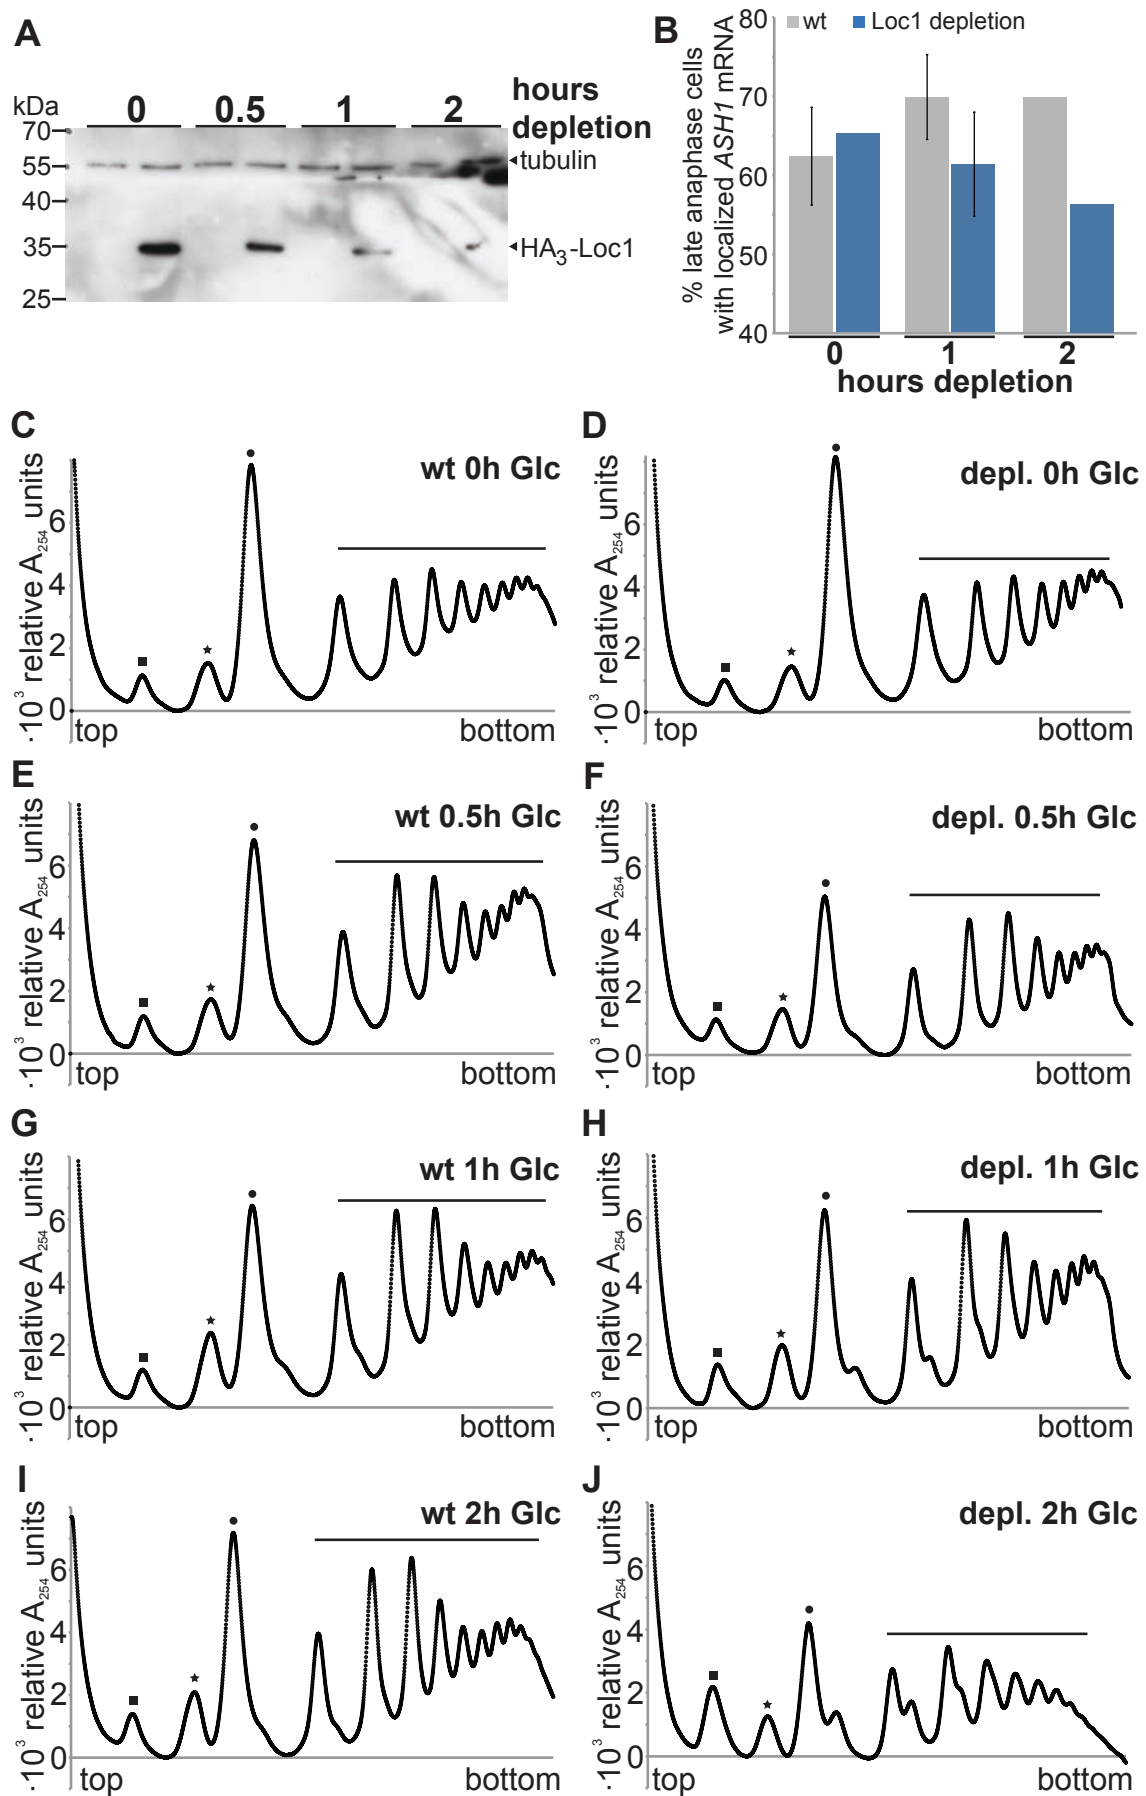 A
kDa
0 0.5 1 2
hours
depletion
70
55
40
35
25
tubulin
HA3-Loc1
B
wt Loc1 depletion
% late anaphase cells
with localized ASH1 mRNA
80
70
60
50
40
0 1 2
hours depletion
C
wt 0h Glc
·10³ relative A254 units
6
4
2
0
top bottom
D
depl. 0h Glc
·10³ relative A254 units
6
4
2
0
top bottom
E
wt 0.5h Glc
·10³ relative A254 units
6
4
2
0
top bottom
F
depl. 0.5h Glc
·10³ relative A254 units
6
4
2
0
top bottom
G
wt 1h Glc
·10³ relative A254 units
6
4
2
0
top bottom
H
depl. 1h Glc
·10³ relative A254 units
6
4
2
0
top bottom
I
wt 2h Glc
·10³ relative A254 units
6
4
2
0
top bottom
J
depl. 2h Glc
·10³ relative A254 units
6
4
2
0
top bottom